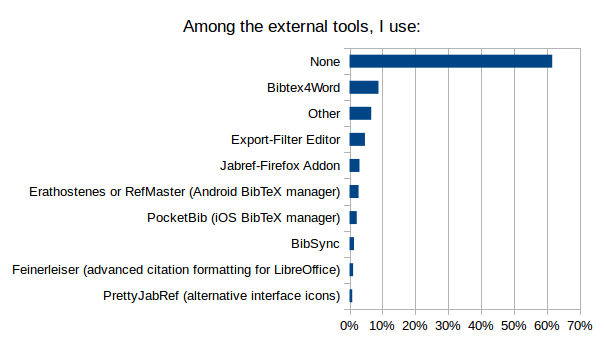 Among the external tools, I use:
None
Bibtex4Word
Other
Export-Filter Editor
Jabref-Firefox Addon
Erathostenes or RefMaster (Android BibTeX manager)
PocketBib (iOS BibTeX manager)
BibSync
Feinerleiser (advanced citation formatting for LibreOffice)
PrettyJabRef (alternative interface icons)
0% 10% 20% 30% 40% 50% 60% 70%